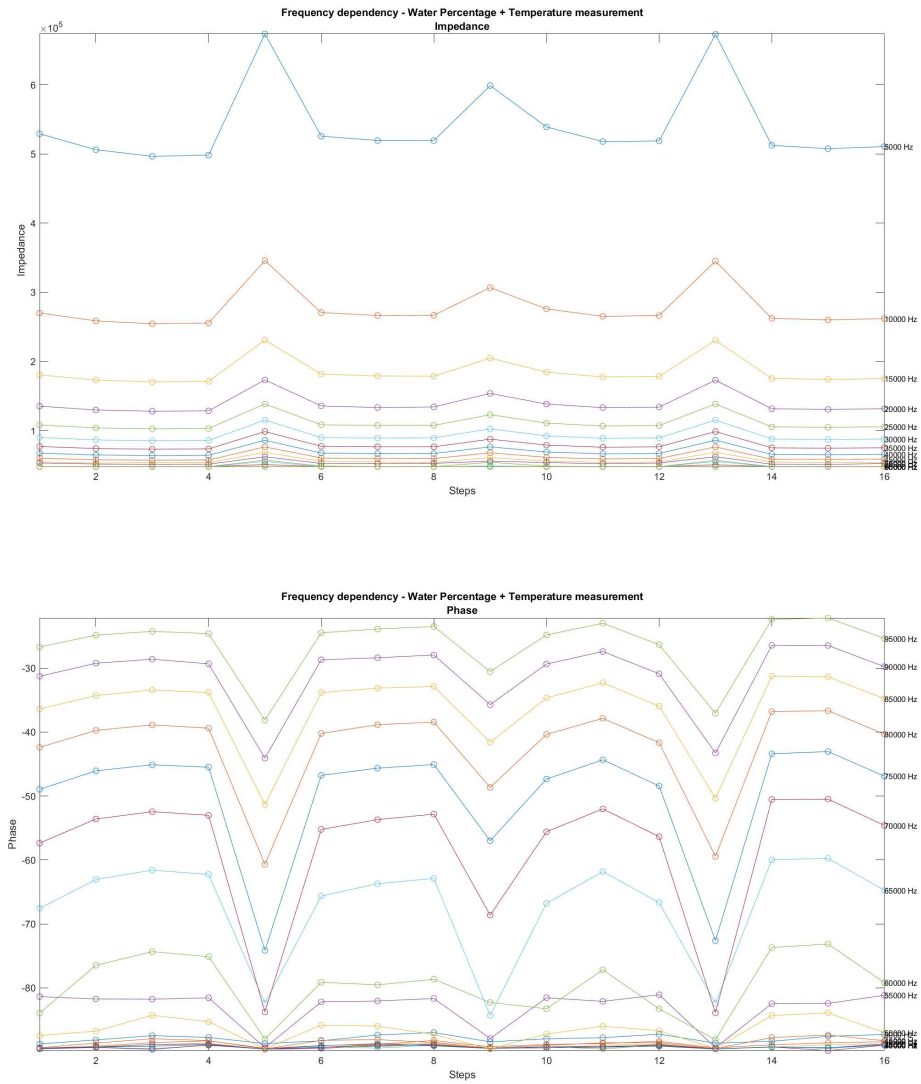 Frequency dependency - Water Percentage + Temperature measurement
Impedance
×10⁵
6
5
4
3
2
1
Impedance
5000 Hz
10000 Hz
15000 Hz
20000 Hz
25000 Hz
30000 Hz
35000 Hz
40000 Hz
2 4 6 8 10 12 14 16
Steps
Frequency dependency - Water Percentage + Temperature measurement
Phase
-30
-40
-50
-60
-70
-80
Phase
95000 Hz
90000 Hz
85000 Hz
80000 Hz
75000 Hz
70000 Hz
65000 Hz
60000 Hz
55000 Hz
50000 Hz
2 4 6 8 10 12 14 16
Steps